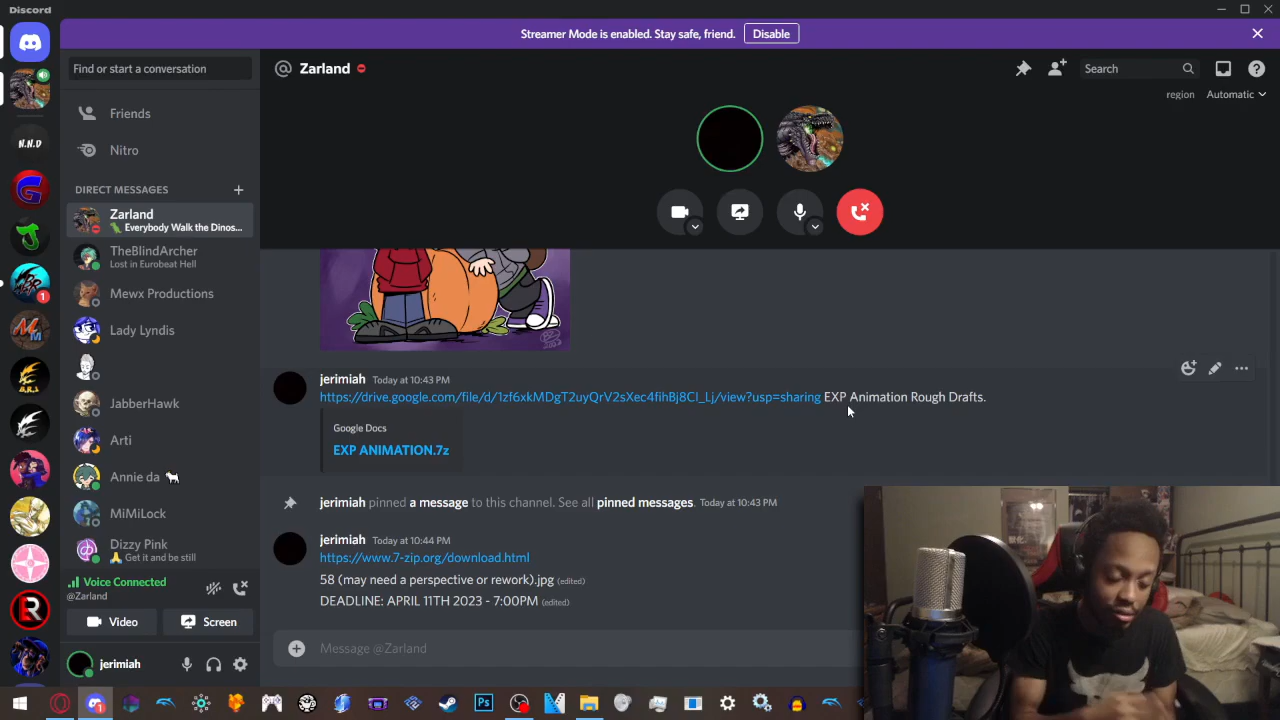 Discord
Streamer Mode is enabled. Stay safe, friend. Disable
Find or start a conversation
Zarland
Search
region Automatic
Friends
Nitro
DIRECT MESSAGES
Zarland
Everybody Walk the Dinos...
TheBlindArcher
Lost in Eurobeat Hell
Mewx Productions
Lady Lyndis
JabberHawk
Arti
Annie da
MiMiLock
Dizzy Pink
Get it and be still
Voice Connected
@Zarland
Video Screen
jerimiah
N.N.D
1
jerimiah Today at 10:43 PM
https://drive.google.com/file/d/1zf6xkMDgT2uyQrV2sXec4fihBj8CI_Lj/view?usp=sharing EXP Animation Rough Drafts.
Google Docs
EXP ANIMATION.7z
jerimiah pinned a message to this channel. See all pinned messages. Today at 10:43 PM
jerimiah Today at 10:44 PM
https://www.7-zip.org/download.html
58 (may need a perspective or rework).jpg (edited)
DEADLINE: APRIL 11TH 2023 - 7:00PM (edited)
Message @Zarland
1
Ps